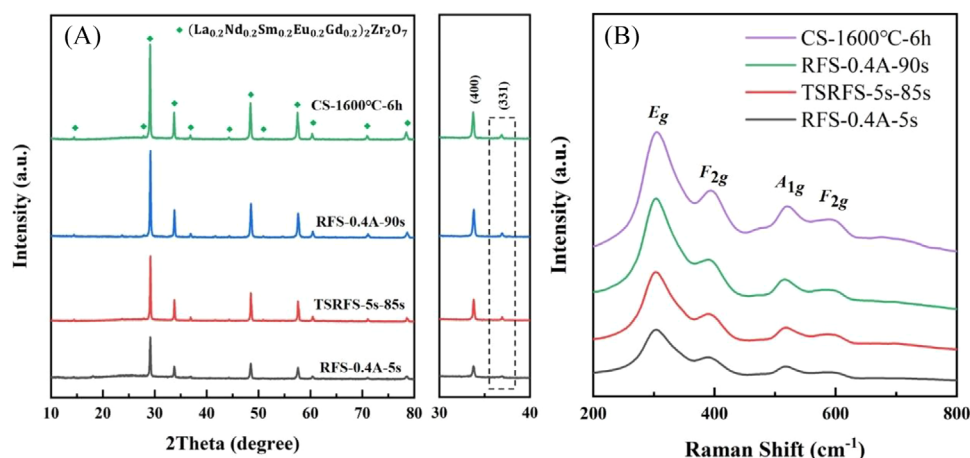 (A)
(La₀.₂Nd₀.₂Sm₀.₂Eu₀.₂Gd₀.₂)₂Zr₂O₇
CS-1600℃-6h
RFS-0.4A-90s
TSRFS-5s-85s
RFS-0.4A-5s
Intensity (a.u.)
10 20 30 40 50 60 70 80
2Theta (degree)
(400)
(331)
30 40
(B)
CS-1600℃-6h
RFS-0.4A-90s
TSRFS-5s-85s
RFS-0.4A-5s
Eg
F2g
A1g
F2g
Intensity (a.u.)
200 400 600 800
Raman Shift (cm⁻¹)